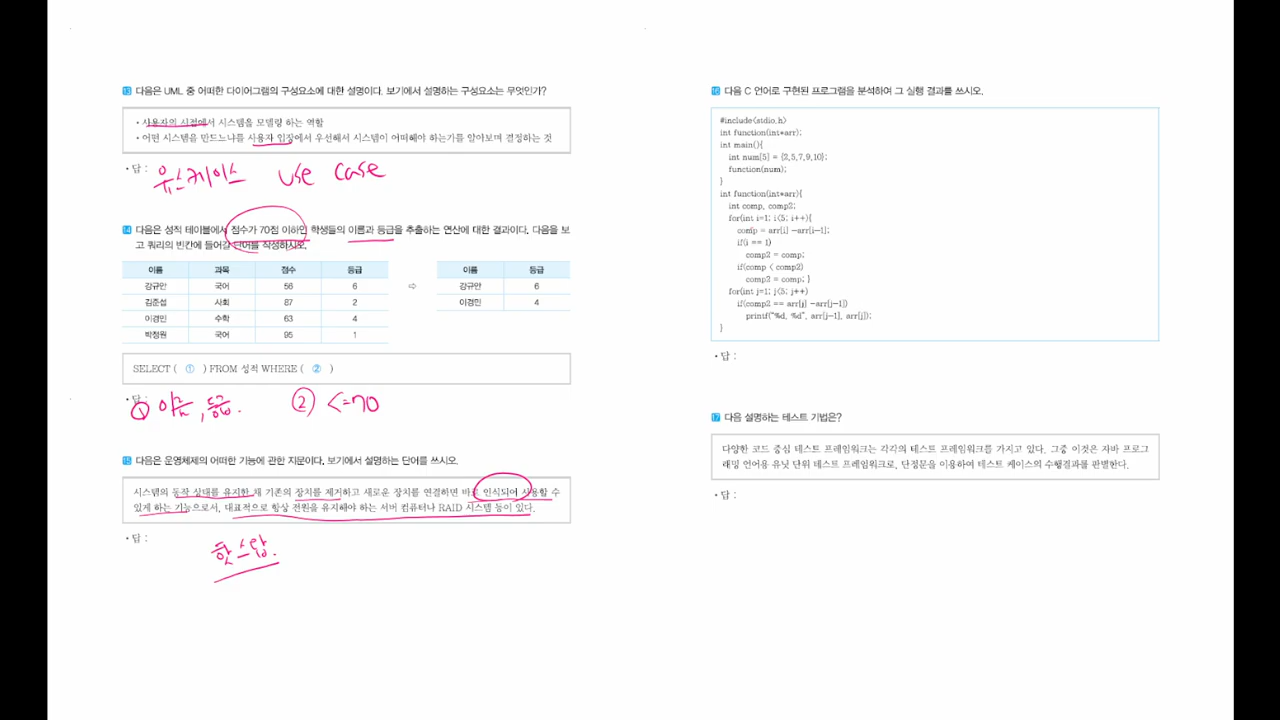 13 다음은 UML 중 어떠한 다이어그램의 구성요소에 대한 설명이다. 보기에서 설명하는 구성요소는 무엇인가?
• 사용자의 시점에서 시스템을 모델링 하는 역할
• 어떤 시스템을 만드느냐를 사용자 입장에서 우선해서 시스템이 어떠해야 하는가를 알아보며 결정하는 것
• 답 : 유스케이스 use case
14 다음은 성적 테이블에서 점수가 70점 이하인 학생들의 이름과 등급을 추출하는 연산에 대한 결과이다. 다음을 보
고 쿼리의 빈칸에 들어갈 단어를 작성하시오.
이름 과목 점수 등급
강규만 국어 56 6
김준섭 사회 87 2
이경민 수학 63 4
박정원 국어 95 1
⇨
이름 등급
강규만 6
이경민 4
SELECT ( ① ) FROM 성적 WHERE ( ② )
• 답 :
① 이름, 등급. ② <=70
15 다음은 운영체제의 어떠한 기능에 관한 지문이다. 보기에서 설명하는 단어를 쓰시오.
시스템의 동작 상태를 유지한 채 기존의 장치를 제거하고 새로운 장치를 연결하면 바로 인식되어 사용할 수
있게 하는 기능으로서, 대표적으로 항상 전원을 유지해야 하는 서버 컴퓨터나 RAID 시스템 등이 있다.
• 답 :
핫스왑.
16 다음 C 언어로 구현된 프로그램을 분석하여 그 실행 결과를 쓰시오.
#include<stdio.h>
int function(int*arr);
int main(){
int num[5] = {2,5,7,9,10};
function(num);
}
int function(int*arr){
int comp, comp2;
for(int i=1; i<5; i++){
comp = arr[i] -arr[i-1];
if(i == 1)
comp2 = comp;
if(comp < comp2)
comp2 = comp; }
for(int j=1; j<5; j++)
if(comp2 == arr[j] -arr[j-1])
printf("%d, %d", arr[j-1], arr[j]);
}
• 답 :
17 다음 설명하는 테스트 기법은?
다양한 코드 중심 테스트 프레임워크는 각각의 테스트 프레임워크를 가지고 있다. 그중 이것은 자바 프로그
래밍 언어용 유닛 단위 테스트 프레임워크로, 단정문을 이용하여 테스트 케이스의 수행결과를 판별한다.
• 답 :